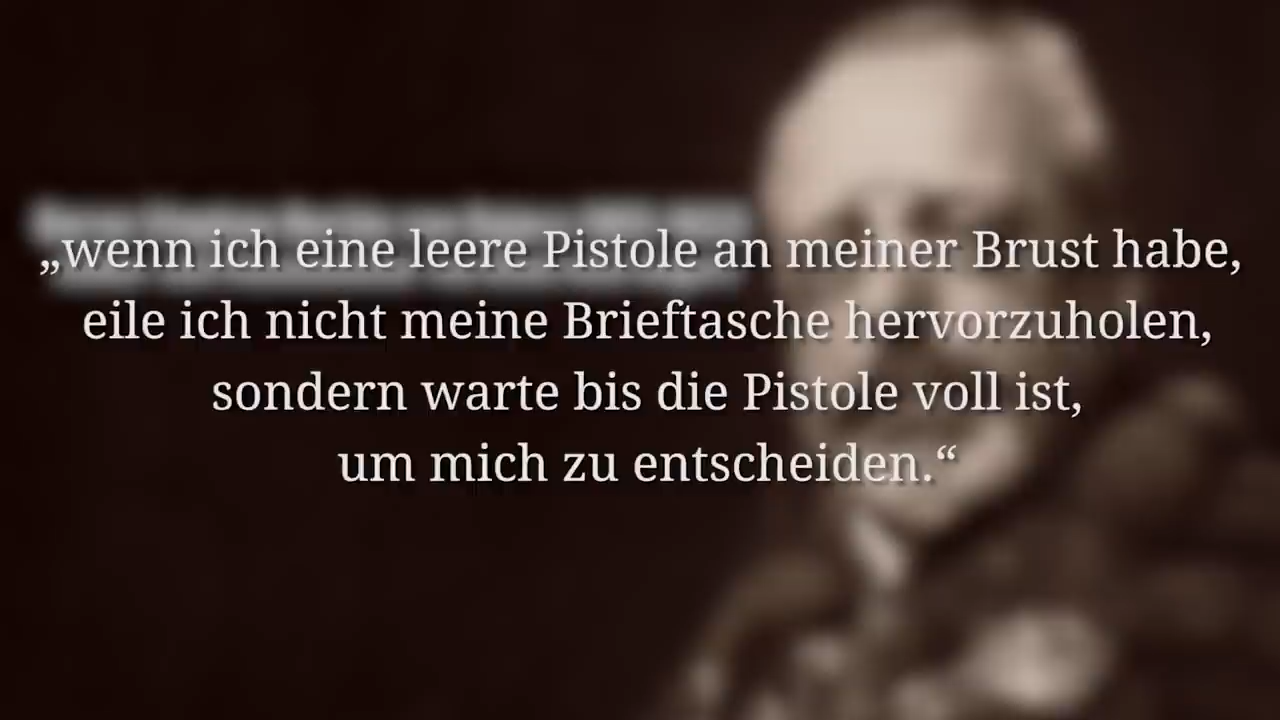 „wenn ich eine leere Pistole an meiner Brust habe,
eile ich nicht meine Brieftasche hervorzuholen,
sondern warte bis die Pistole voll ist,
um mich zu entscheiden.“